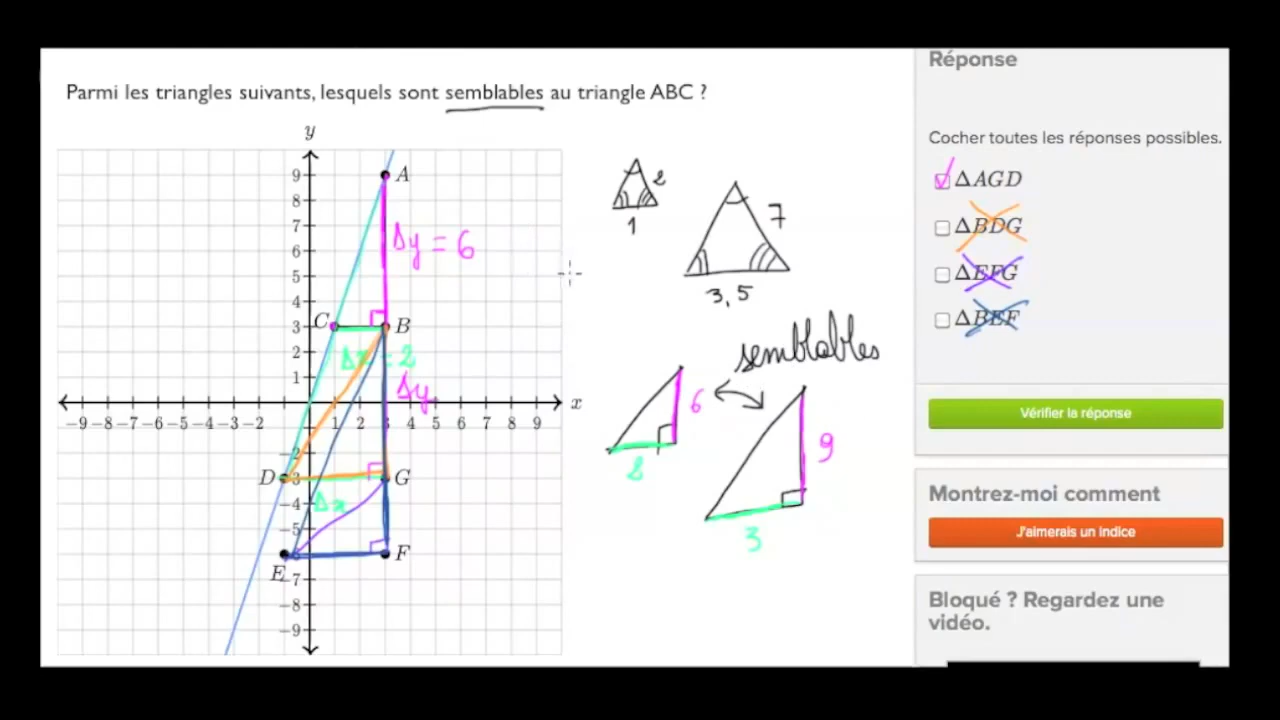 Parmi les triangles suivants, lesquels sont semblables au triangle ABC ?
y
9
A
8
7
Δy = 6
6
5
4
C
3
B
2
Δx = 2
1
Δy
x
−9 −8 −7 −6 −5 −4 −3 −2
1 2 3 4 5 6 7 8 9
−2
D
−3
G
−4
Δx
−5
−6
F
E
−7
−8
−9
2
1
7
3,5
semblables
6
2
9
3
Réponse
Cocher toutes les réponses possibles.
ΔAGD
ΔBDG
ΔEFG
ΔBEF
Vérifier la réponse
Montrez-moi comment
J'aimerais un indice
Bloqué ? Regardez une
vidéo.